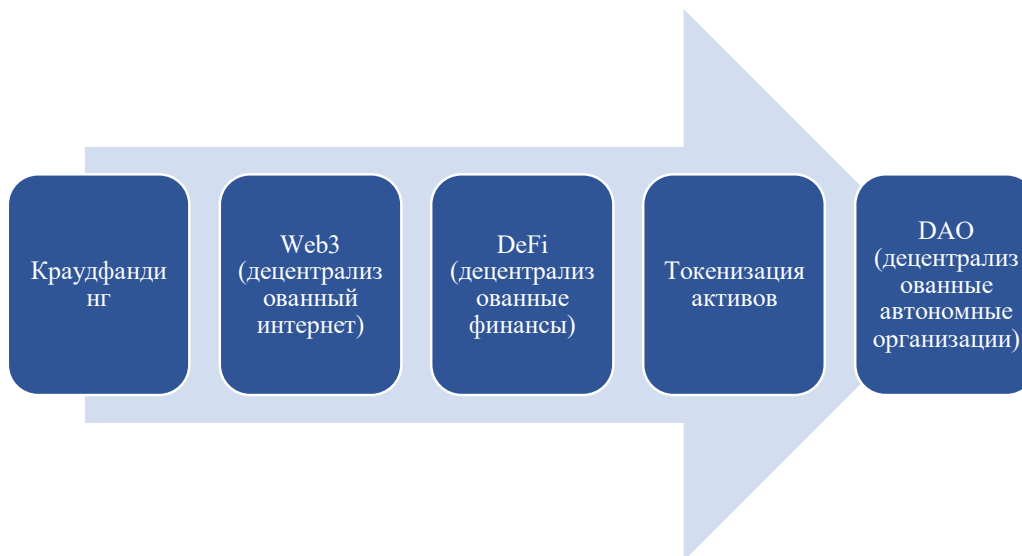 Краудфанди
нг
Web3
(децентрализ
ованный
интернет)
DeFi
(децентрализ
ованные
финансы)
Токенизация
активов
DAO
(децентрализ
ованные
автономные
организации)